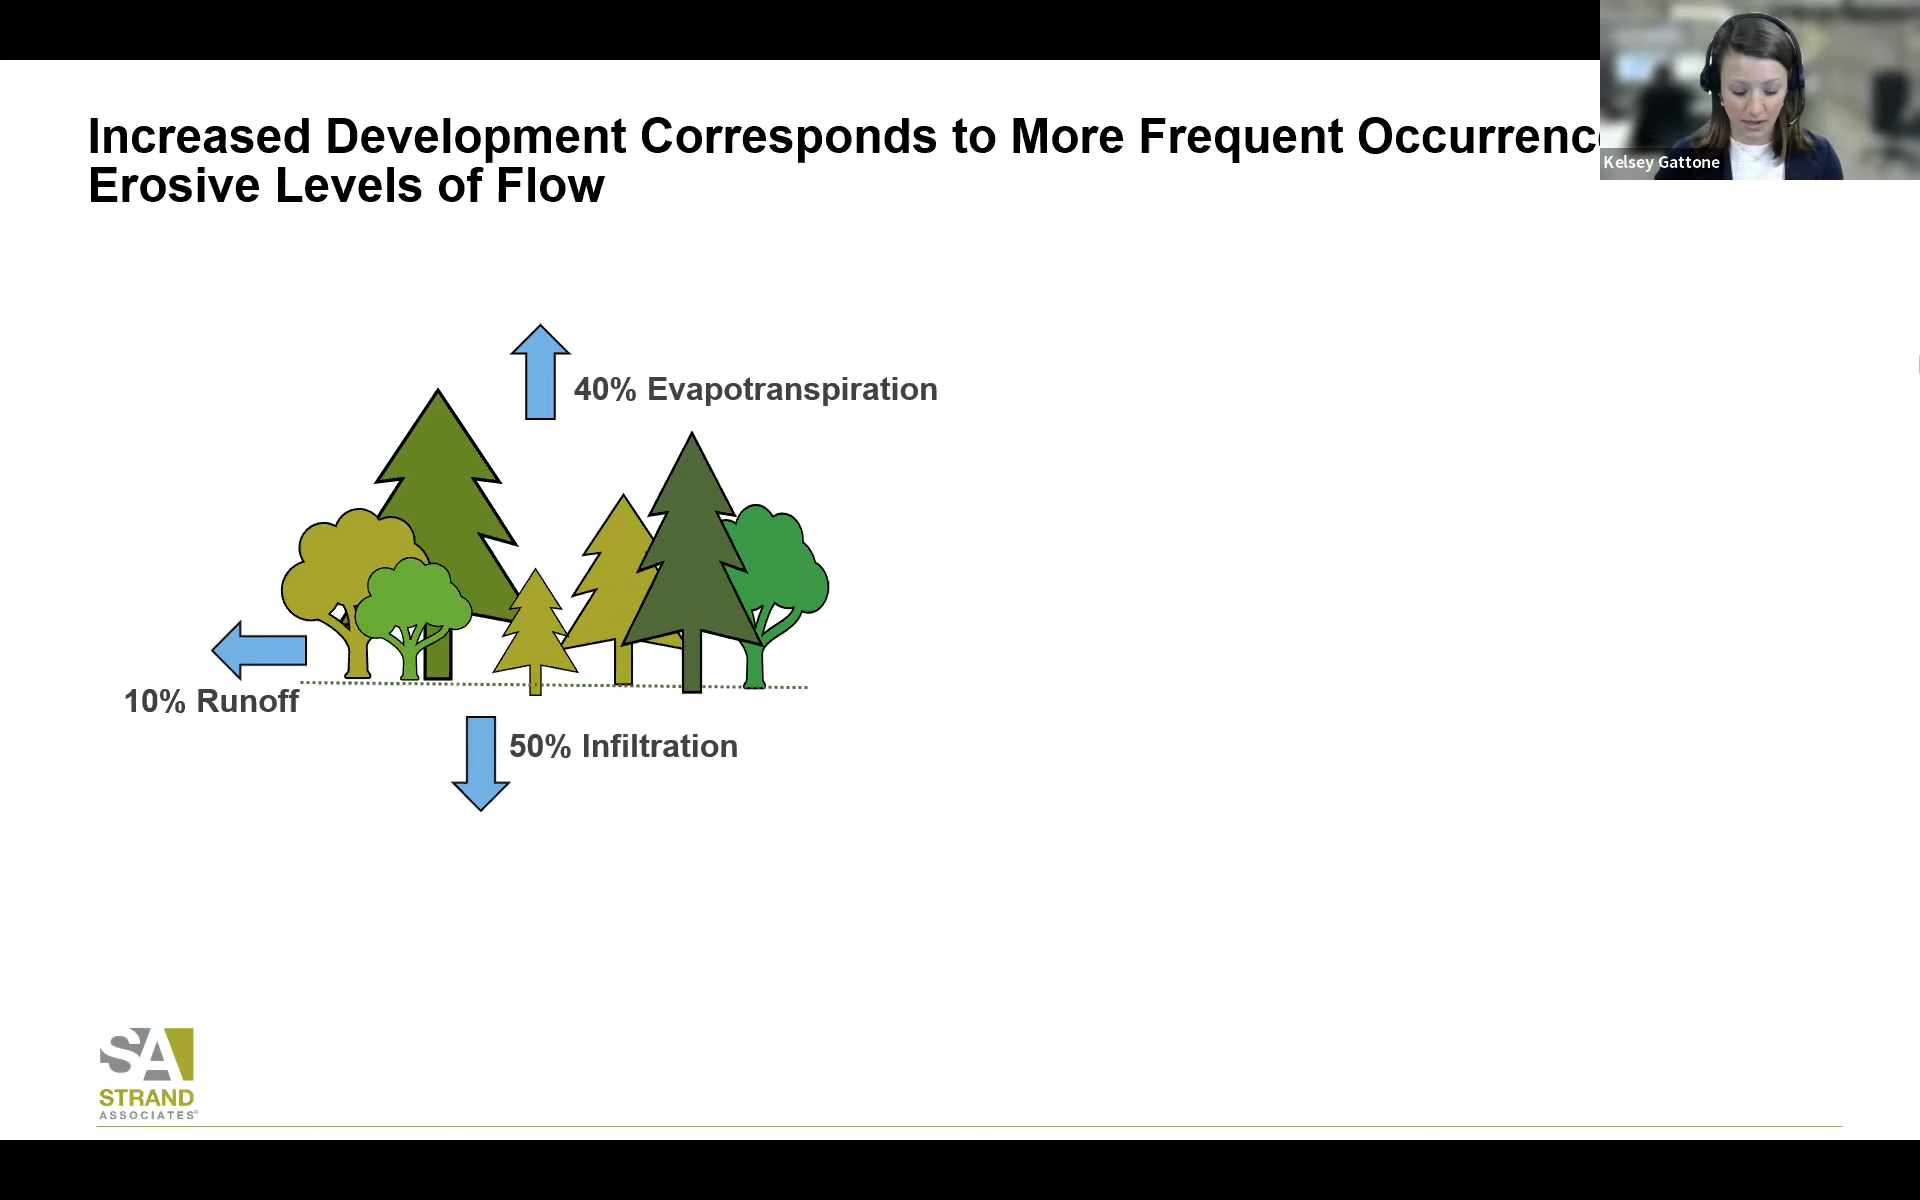 Increased Development Corresponds to More Frequent
Erosive Levels of Flow
Kelsey Gattone
40% Evapotranspiration
10% Runoff
50% Infiltration
SA
STRAND
ASSOCIATES